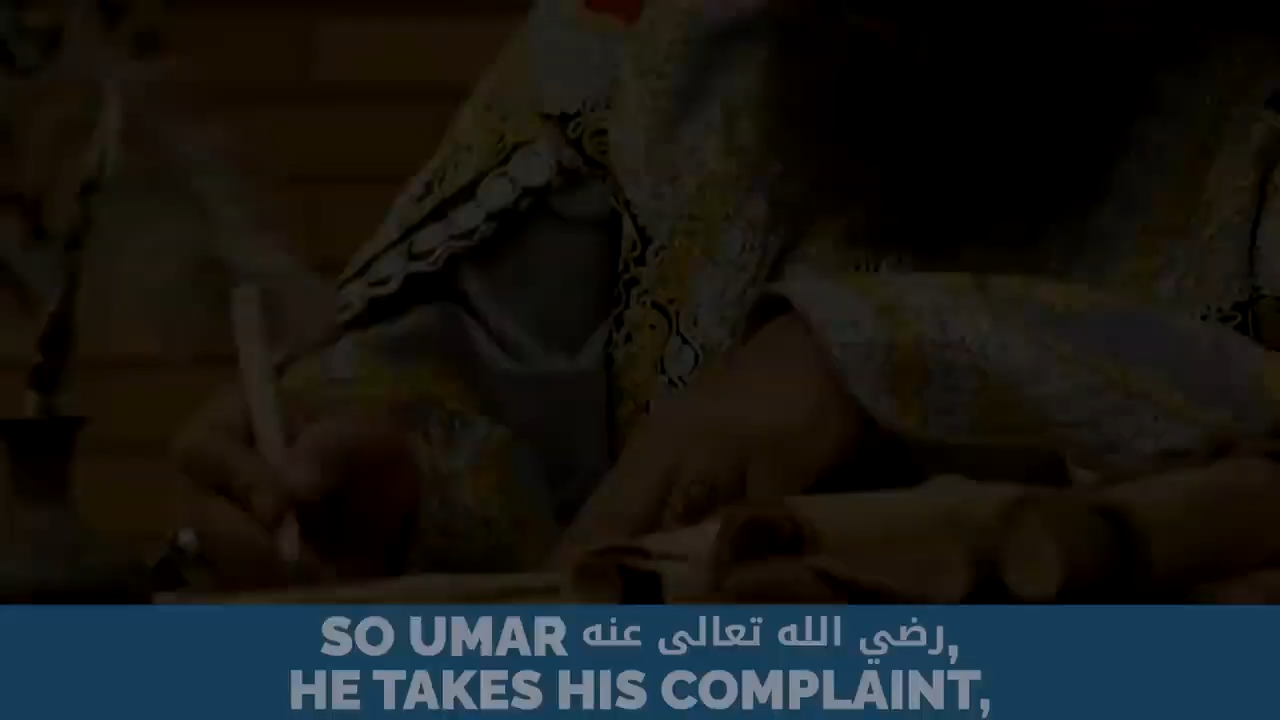 SO UMAR رضي الله تعالى عنه,
HE TAKES HIS COMPLAINT,